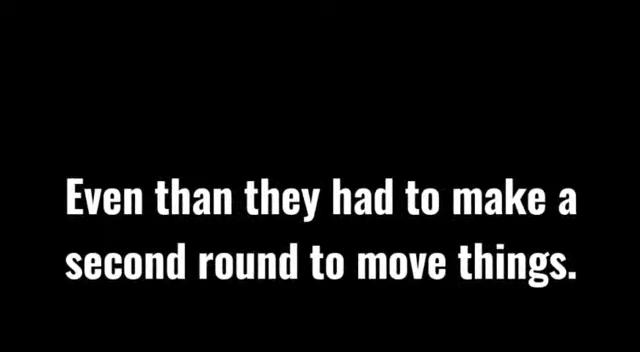 Even than they had to make a
second round to move things.